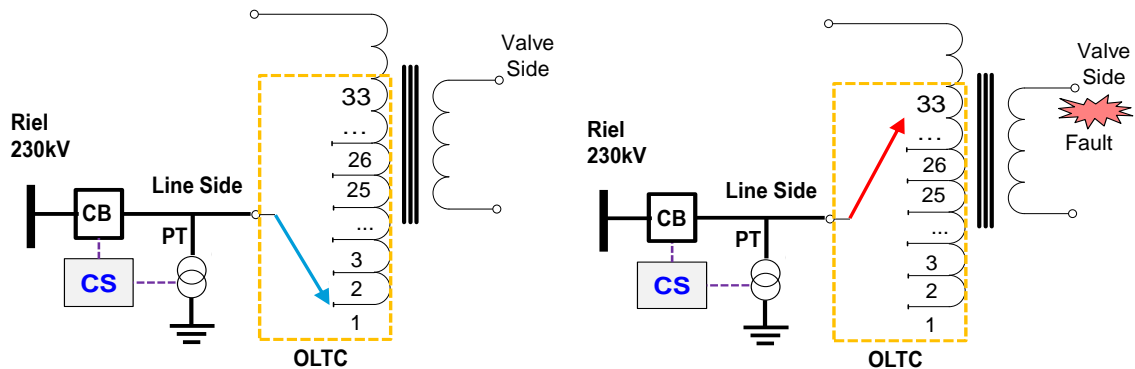 Valve
Side
33
...
26
25
...
3
2
1
Riel
230kV
CB
Line Side
PT
CS
OLTC
Valve
Side
Fault
33
...
26
25
...
3
2
1
Riel
230kV
CB
Line Side
PT
CS
OLTC